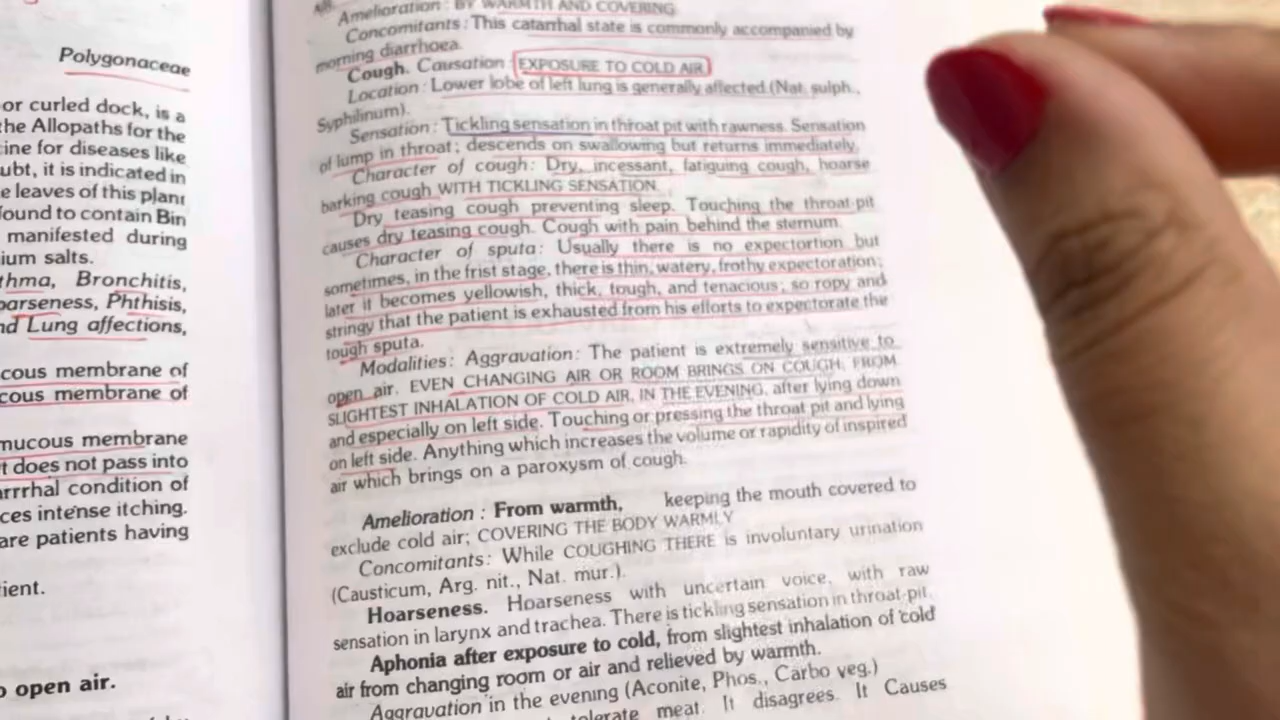 Polygonaceae
or curled dock, is a
the Allopaths for the
cine for diseases like
ubt, it is indicated in
e leaves of this plant
found to contain Bin
manifested during
ium salts.
thma, Bronchitis,
oarseness, Phthisis,
nd Lung affections,
cous membrane of
cous membrane of
mucous membrane
t does not pass into
arrrhal condition of
ces intense itching.
are patients having
ient.
o open air.
Amelioration : BY WARMTH AND COVERING
Concomitants : This catarrhal state is commonly accompanied by
morning diarrhoea.
Cough. Causation : EXPOSURE TO COLD AIR
Location : Lower lobe of left lung is generally affected (Nat. sulph.,
Syphilinum).
Sensation : Tickling sensation in throat pit with rawness. Sensation
of lump in throat ; descends on swallowing but returns immediately.
Character of cough : Dry, incessant, fatiguing cough, hoarse
barking cough WITH TICKLING SENSATION.
Dry teasing cough preventing sleep. Touching the throat-pit
causes dry teasing cough. Cough with pain behind the sternum.
Character of sputa : Usually there is no expectortion but
sometimes, in the frist stage, there is thin, watery, frothy expectoration;
later it becomes yellowish, thick, tough, and tenacious ; so ropy and
stringy that the patient is exhausted from his efforts to expectorate the
tough sputa.
Modalities : Aggravation : The patient is extremely sensitive to
open air. EVEN CHANGING AIR OR ROOM BRINGS ON COUGH, FROM
SLIGHTEST INHALATION OF COLD AIR, IN THE EVENING, after lying down
and especially on left side. Touching or pressing the throat pit and lying
on left side. Anything which increases the volume or rapidity of inspired
air which brings on a paroxysm of cough.
Amelioration : From warmth, keeping the mouth covered to
exclude cold air; COVERING THE BODY WARMLY
Concomitants : While COUGHING THERE is involuntary urination
(Causticum, Arg. nit., Nat. mur.).
Hoarseness. Hoarseness with uncertain voice, with raw
sensation in larynx and trachea. There is tickling sensation in throat-pit.
Aphonia after exposure to cold, from slightest inhalation of cold
air from changing room or air and relieved by warmth.
Aggravation in the evening (Aconite, Phos., Carbo veg.)
tolerate meat. It disagrees. It Causes